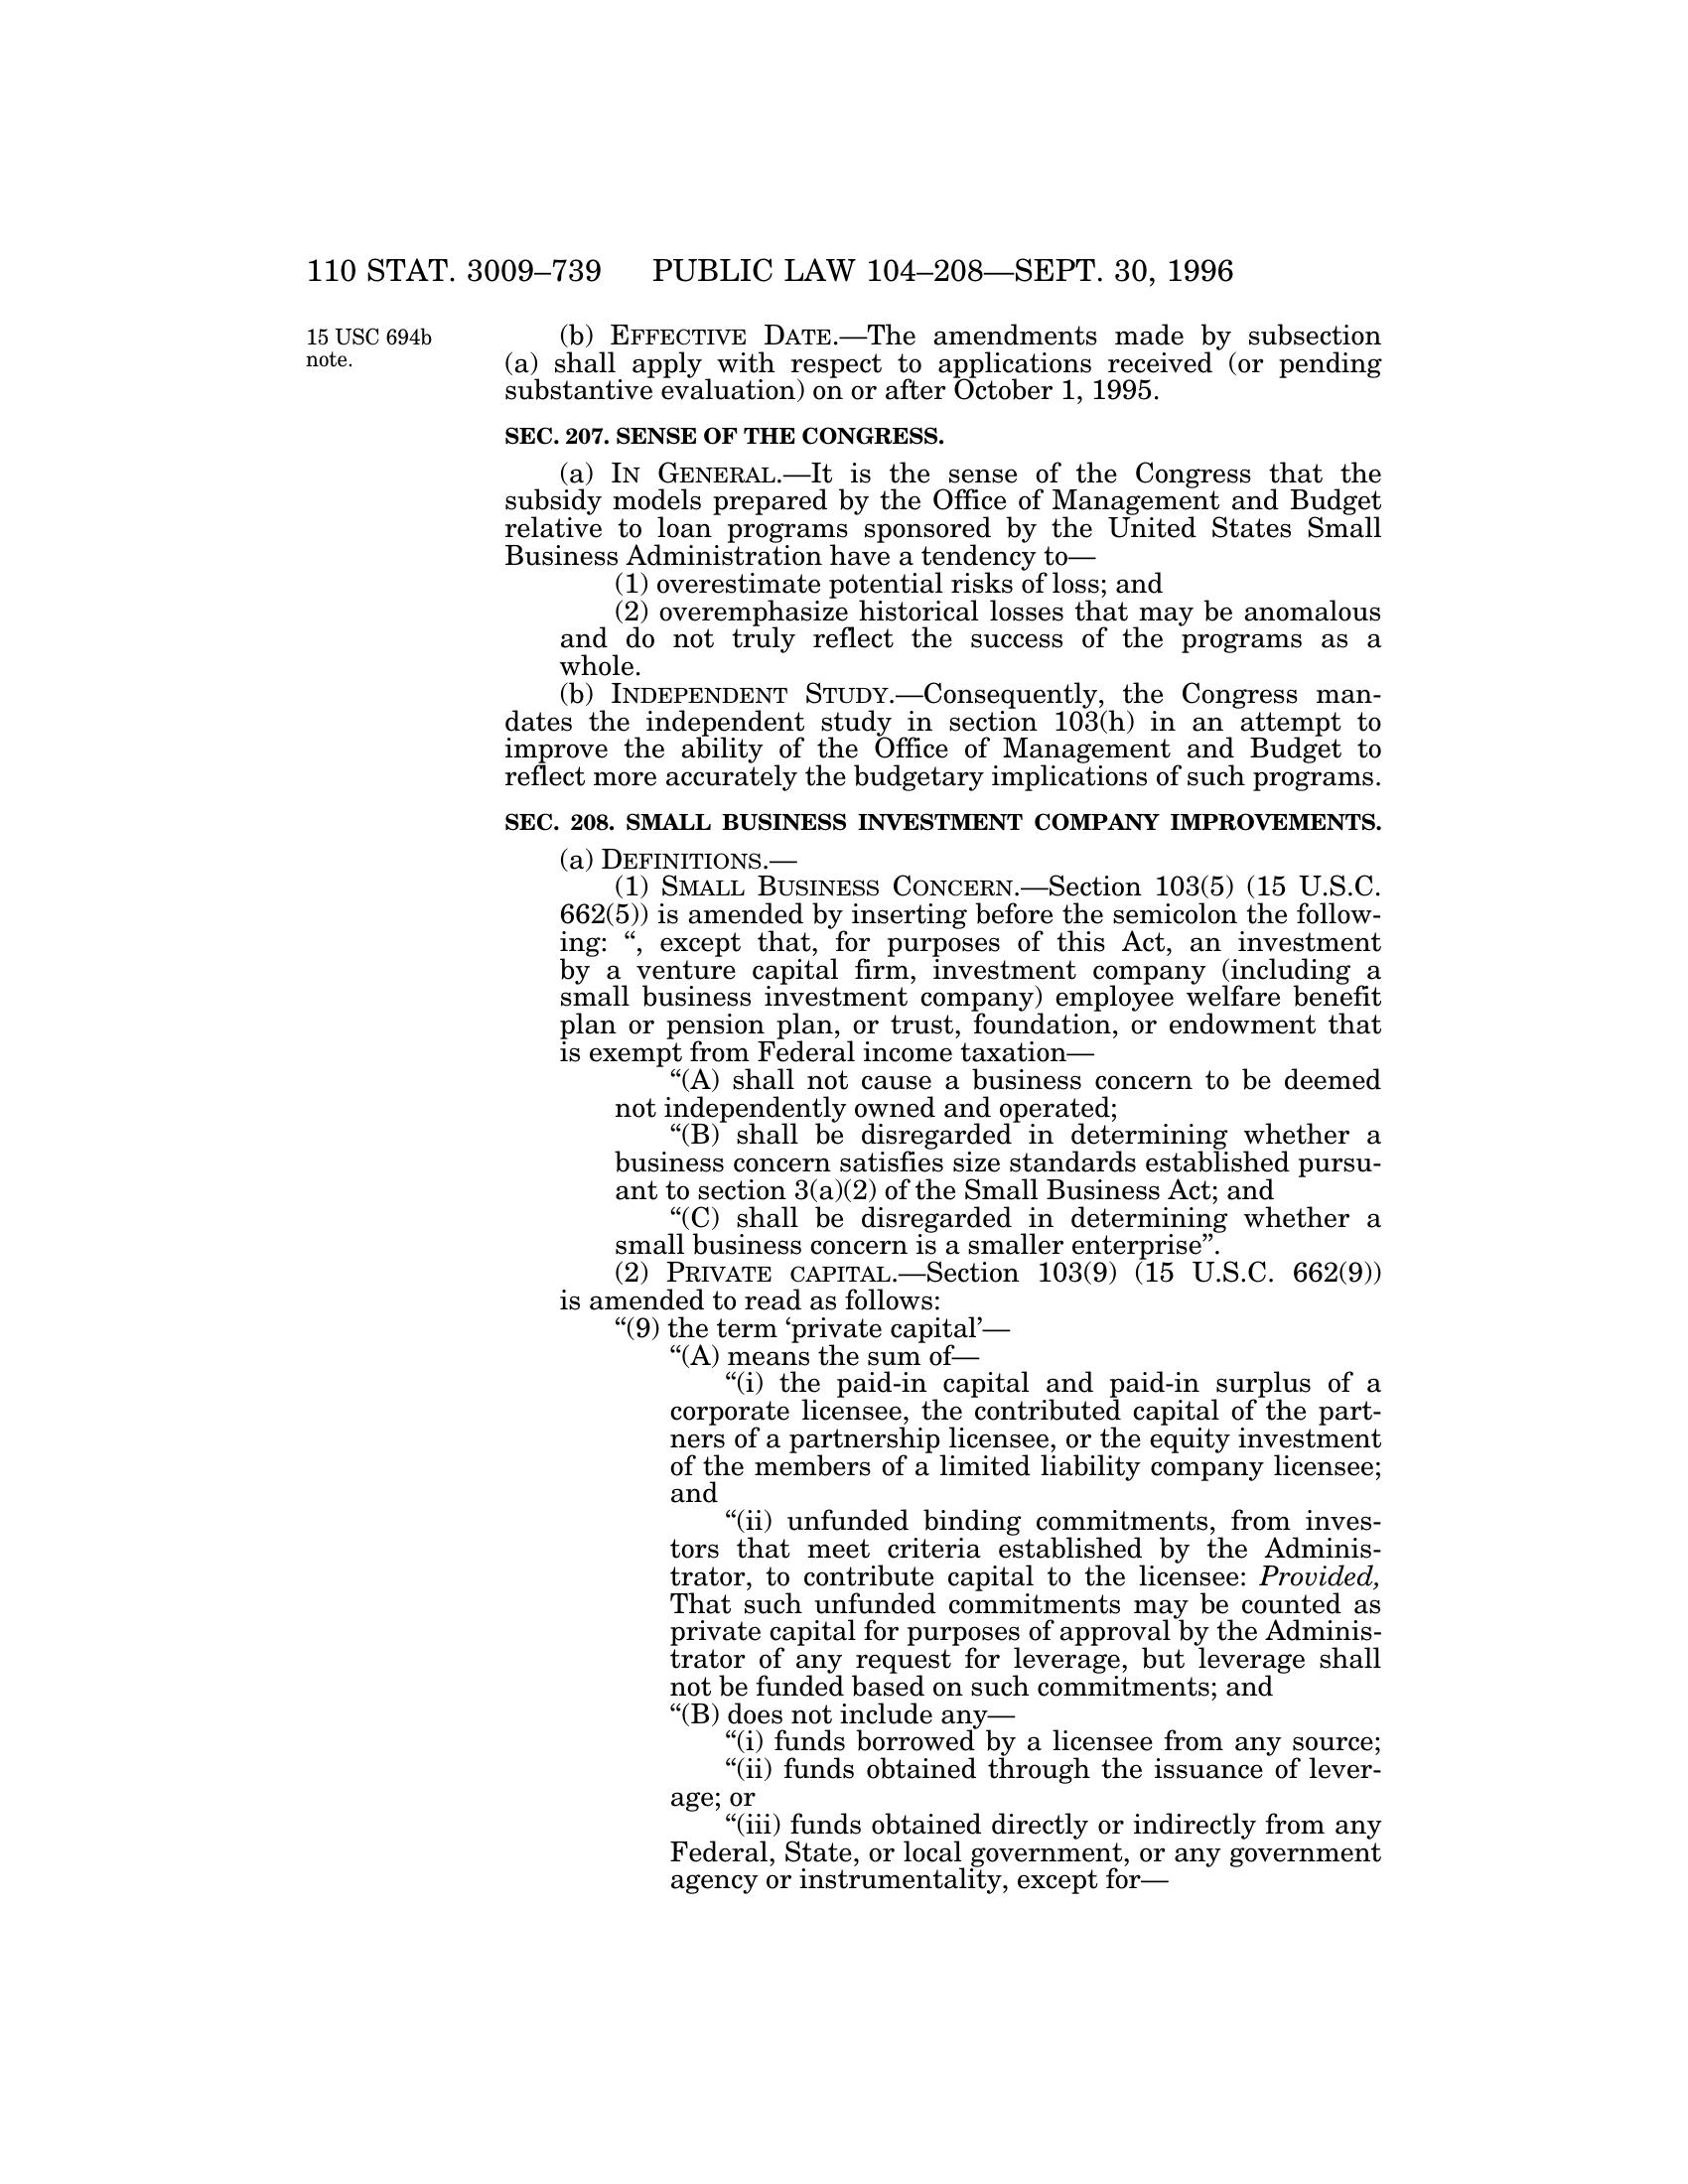 110 STAT. 3009–739 PUBLIC LAW 104–208—SEPT. 30, 1996
15 USC 694b
note.
(b) EFFECTIVE DATE.—The amendments made by subsection
(a) shall apply with respect to applications received (or pending
substantive evaluation) on or after October 1, 1995.
SEC. 207. SENSE OF THE CONGRESS.
(a) IN GENERAL.—It is the sense of the Congress that the
subsidy models prepared by the Office of Management and Budget
relative to loan programs sponsored by the United States Small
Business Administration have a tendency to—
(1) overestimate potential risks of loss; and
(2) overemphasize historical losses that may be anomalous
and do not truly reflect the success of the programs as a
whole.
(b) INDEPENDENT STUDY.—Consequently, the Congress man-
dates the independent study in section 103(h) in an attempt to
improve the ability of the Office of Management and Budget to
reflect more accurately the budgetary implications of such programs.
SEC. 208. SMALL BUSINESS INVESTMENT COMPANY IMPROVEMENTS.
(a) DEFINITIONS.—
(1) SMALL BUSINESS CONCERN.—Section 103(5) (15 U.S.C.
662(5)) is amended by inserting before the semicolon the follow-
ing: “, except that, for purposes of this Act, an investment
by a venture capital firm, investment company (including a
small business investment company) employee welfare benefit
plan or pension plan, or trust, foundation, or endowment that
is exempt from Federal income taxation—
“(A) shall not cause a business concern to be deemed
not independently owned and operated;
“(B) shall be disregarded in determining whether a
business concern satisfies size standards established pursu-
ant to section 3(a)(2) of the Small Business Act; and
“(C) shall be disregarded in determining whether a
small business concern is a smaller enterprise”.
(2) PRIVATE CAPITAL.—Section 103(9) (15 U.S.C. 662(9))
is amended to read as follows:
“(9) the term ‘private capital’—
“(A) means the sum of—
“(i) the paid-in capital and paid-in surplus of a
corporate licensee, the contributed capital of the part-
ners of a partnership licensee, or the equity investment
of the members of a limited liability company licensee;
and
“(ii) unfunded binding commitments, from inves-
tors that meet criteria established by the Adminis-
trator, to contribute capital to the licensee: Provided,
That such unfunded commitments may be counted as
private capital for purposes of approval by the Adminis-
trator of any request for leverage, but leverage shall
not be funded based on such commitments; and
“(B) does not include any—
“(i) funds borrowed by a licensee from any source;
“(ii) funds obtained through the issuance of lever-
age; or
“(iii) funds obtained directly or indirectly from any
Federal, State, or local government, or any government
agency or instrumentality, except for—